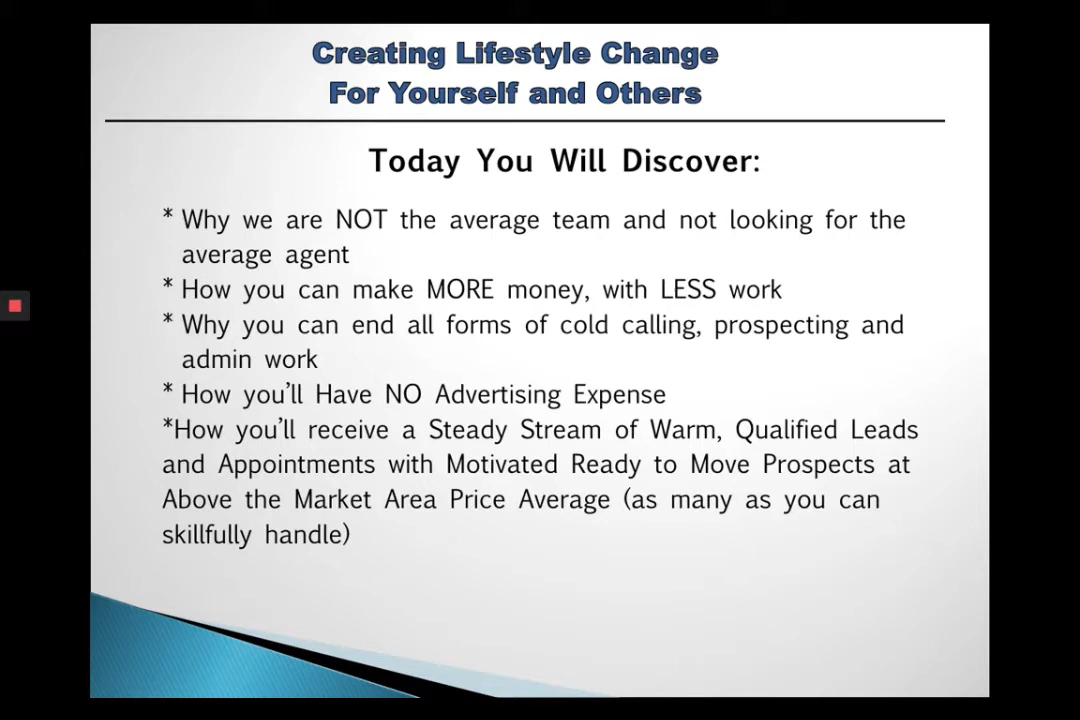 Creating Lifestyle Change
For Yourself and Others
Today You Will Discover:
* Why we are NOT the average team and not looking for the
average agent
* How you can make MORE money, with LESS work
* Why you can end all forms of cold calling, prospecting and
admin work
* How you’ll Have NO Advertising Expense
*How you’ll receive a Steady Stream of Warm, Qualified Leads
and Appointments with Motivated Ready to Move Prospects at
Above the Market Area Price Average (as many as you can
skillfully handle)